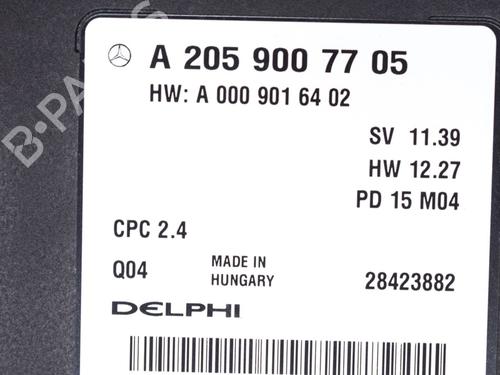 A 205 900 77 05
HW: A 000 901 64 02
SV 11.39
HW 12.27
PD 15 M04
CPC 2.4
Q04
MADE IN
HUNGARY
28423882
DELPHI
B-PARTS